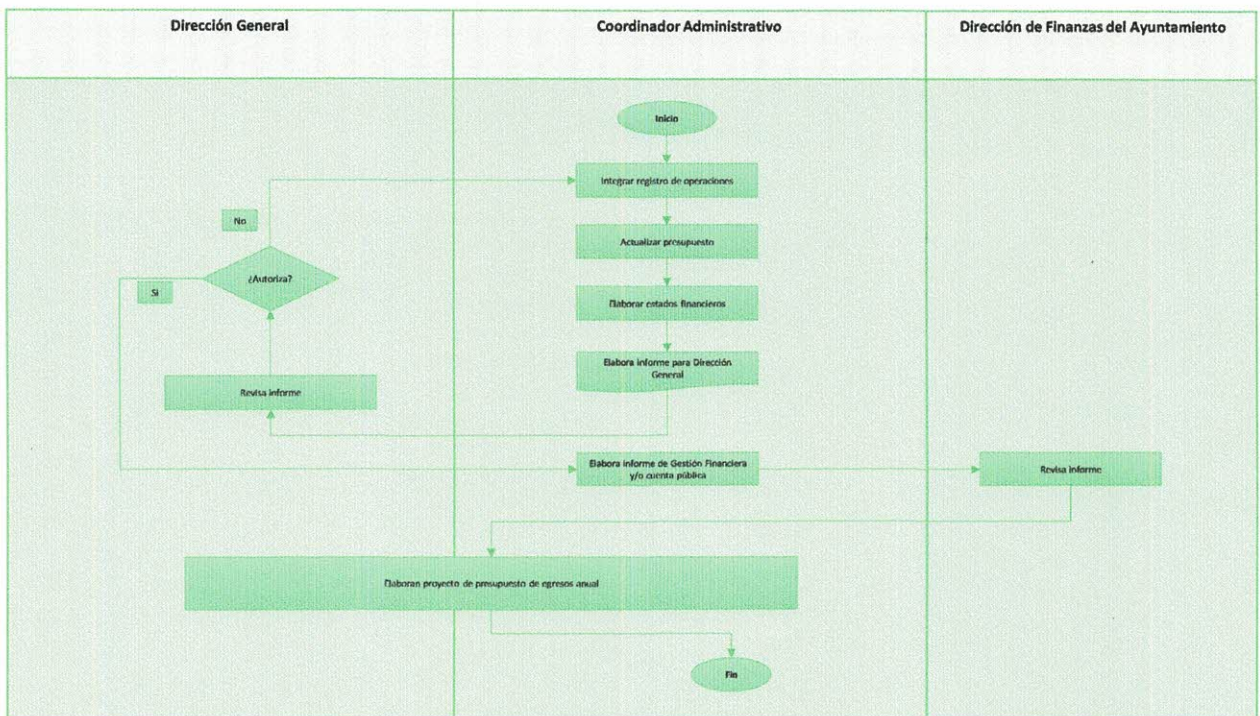 Dirección General
Coordinador Administrativo
Dirección de Finanzas del Ayuntamiento
Inicio
Integrar registro de operaciones
No
Actualizar presupuesto
¿Autoriza?
Si
Elaborar estados financieros
Elabora informe para Dirección
General
Revisa informe
Elabora informe de Gestión Financiera
y/o cuenta pública
Revisa informe
Elaboran proyecto de presupuesto de egresos anual
Fin